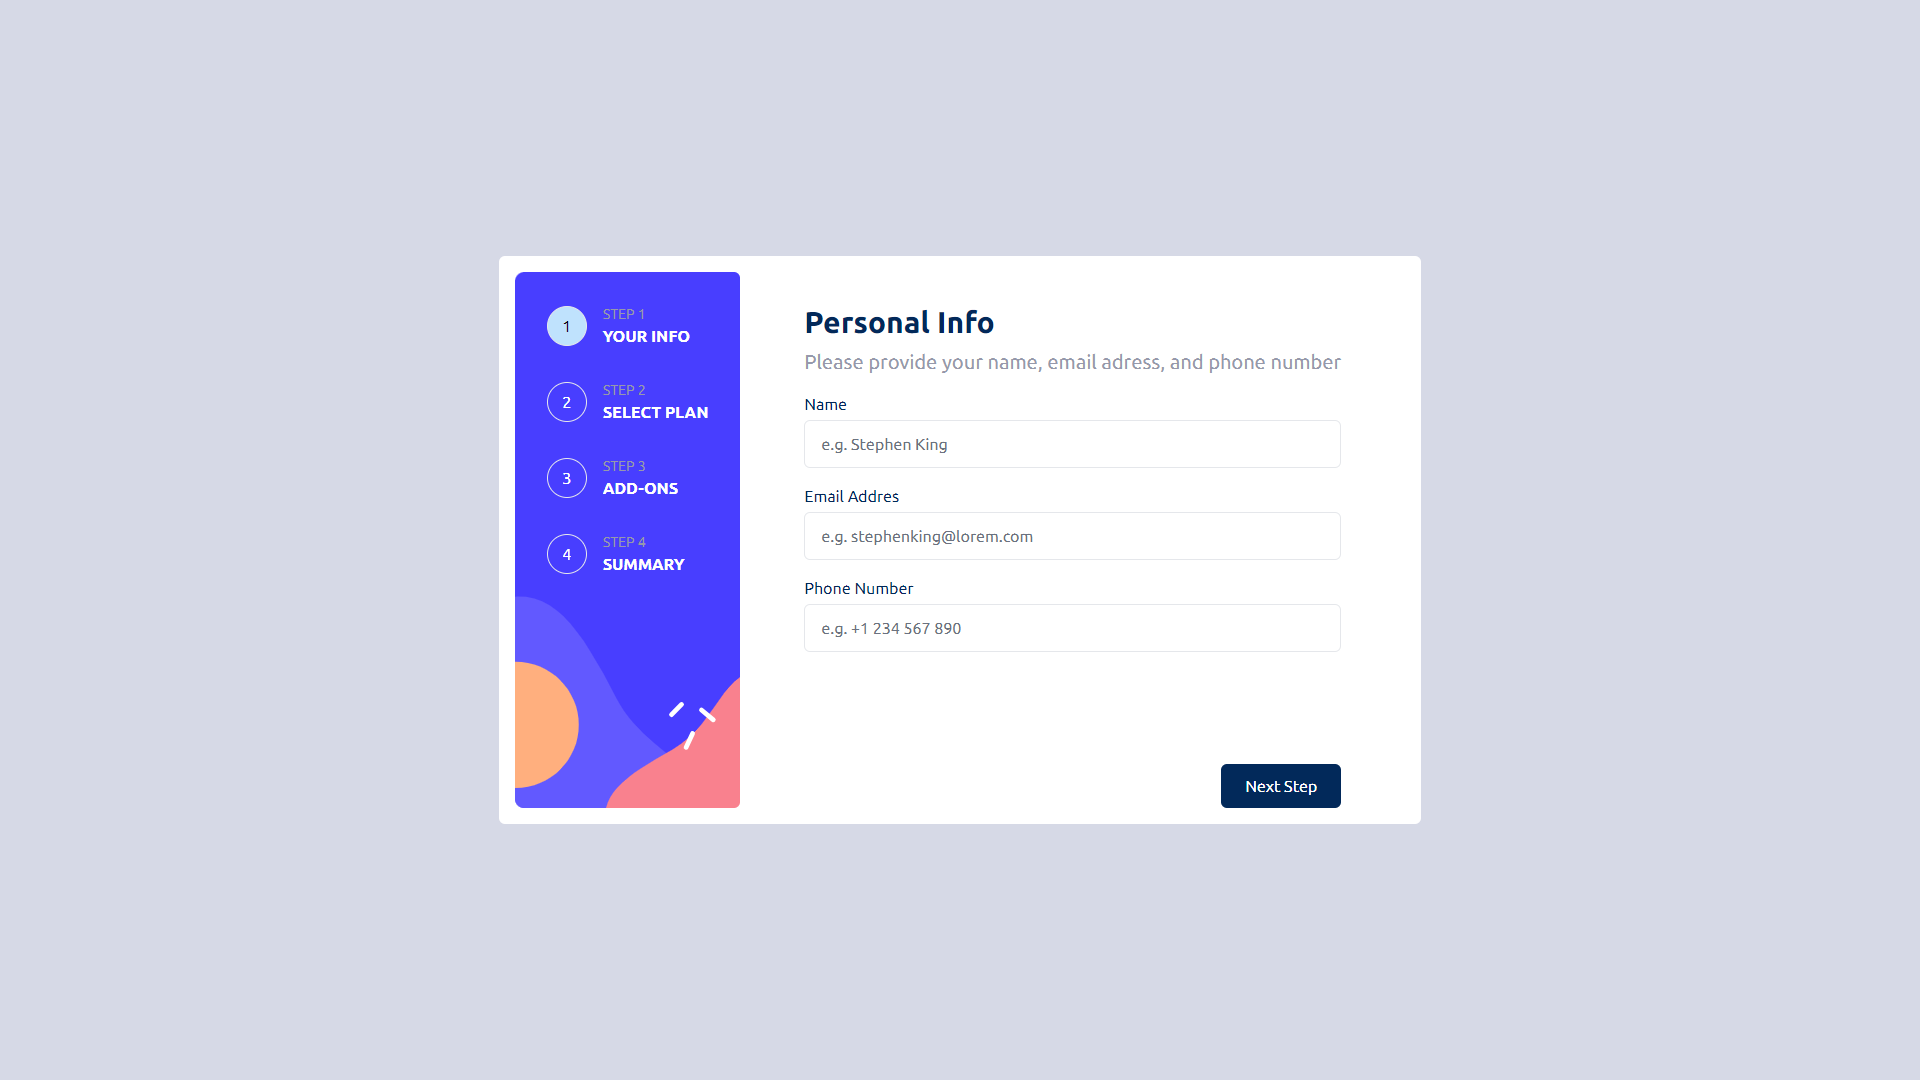 1
STEP 1
YOUR INFO
2
STEP 2
SELECT PLAN
3
STEP 3
ADD-ONS
4
STEP 4
SUMMARY
Personal Info
Please provide your name, email adress, and phone number
Name
e.g. Stephen King
Email Addres
e.g. stephenking@lorem.com
Phone Number
e.g. +1 234 567 890
Next Step